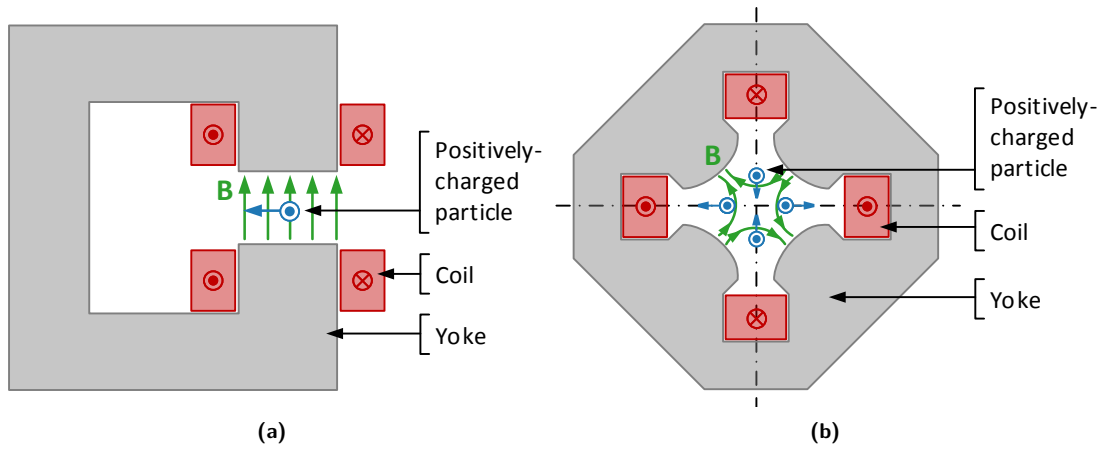 B
Positively-
charged
particle
Coil
Yoke
(a)
B
Positively-
charged
particle
Coil
Yoke
(b)